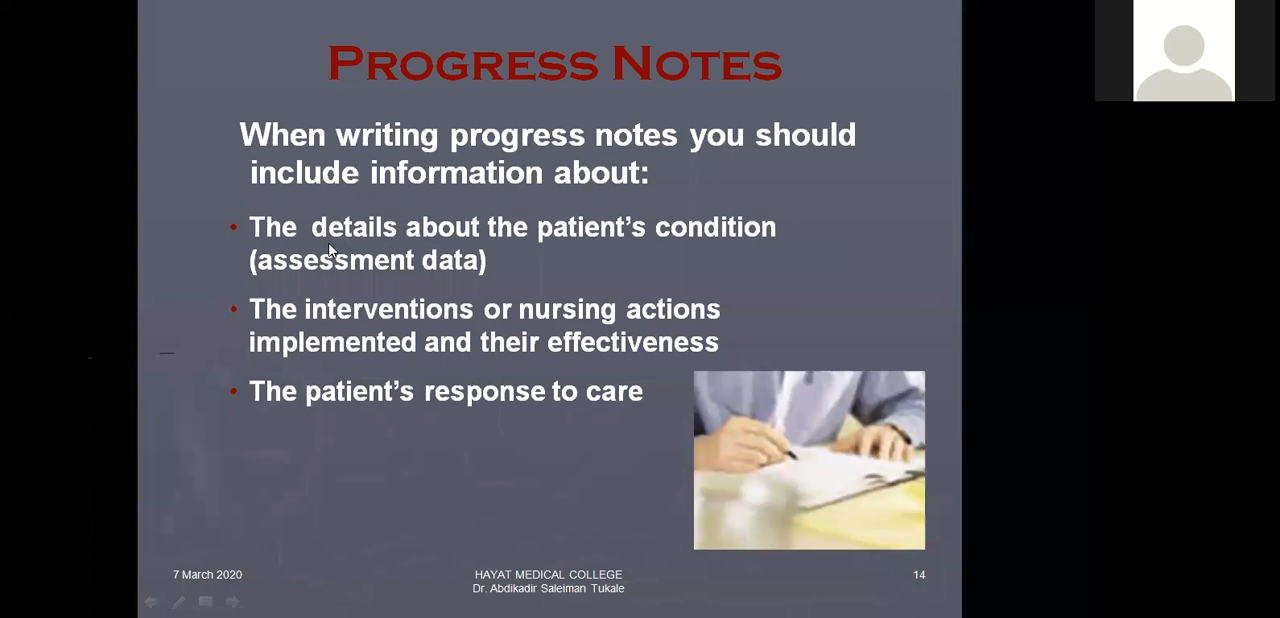 PROGRESS NOTES
When writing progress notes you should
include information about:
• The details about the patient's condition
(assessment data)
• The interventions or nursing actions
implemented and their effectiveness
• The patient's response to care
7 March 2020
HAYAT MEDICAL COLLEGE
Dr. Abdikadir Saleiman Tukale
14